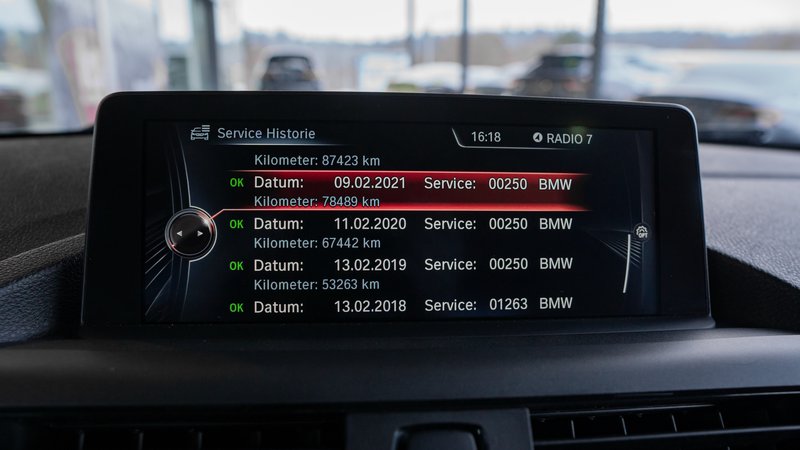 Service Historie 16:18 RADIO 7
Kilometer: 87423 km
OK Datum: 09.02.2021 Service: 00250 BMW
Kilometer: 78489 km
OK Datum: 11.02.2020 Service: 00250 BMW
Kilometer: 67442 km
OK Datum: 13.02.2019 Service: 00250 BMW
Kilometer: 53263 km
OK Datum: 13.02.2018 Service: 01263 BMW
OPT